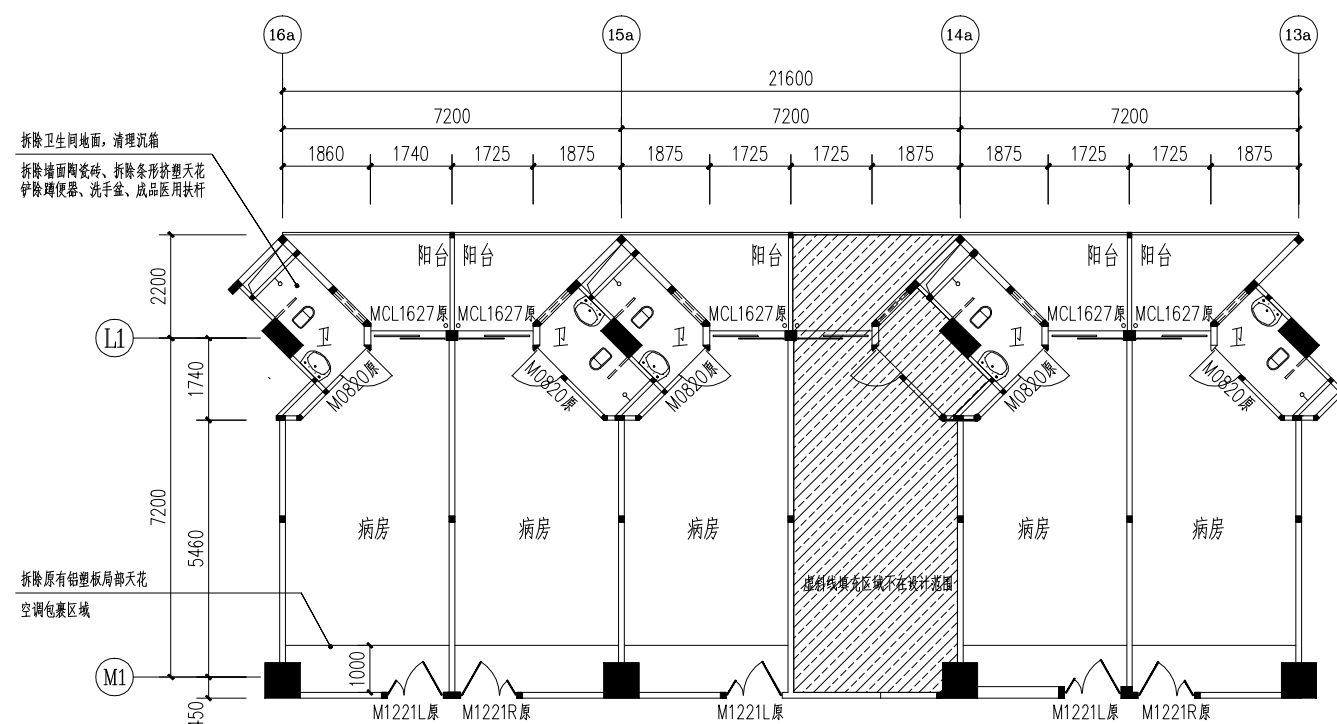 16a
15a
14a
13a
21600
7200
7200
7200
1860
1740
1725
1875
1875
1725
1725
1875
1875
1725
1725
1875
拆除卫生间地面，清理沉箱
拆除墙面陶瓷砖、拆除条形挤塑天花
铲除蹲便器、洗手盆、成品医用扶杆
阳台
阳台
阳台
阳台
阳台
2200
MCL1627原
MCL1627原
MCL1627原
MCL1627原
MCL1627原
L1
卫
卫
卫
卫
卫
1740
M0820原
M0820原
M0820原
M0820原
M0820原
7200
5460
病房
病房
病房
病房
病房
拆除原有铝塑板局部天花
空调包裹区域
虚斜线填充区域不在设计范围
1000
M1
450
M1221L原
M1221R原
M1221L原
M1221L原
M1221R原